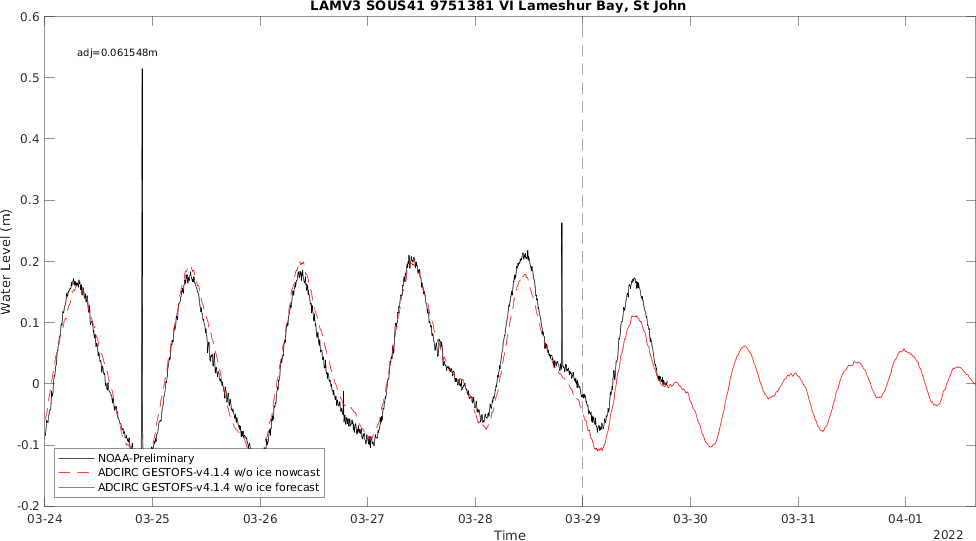 LAMV3 SOUS41 9751381 VI Lameshur Bay, St John
0.6
adj=0.061548m
0.5
0.4
0.3
0.2
0.1
0
-0.1
-0.2
Water Level (m)
NOAA-Preliminary
ADCIRC GESTOFS-v4.1.4 w/o ice nowcast
ADCIRC GESTOFS-v4.1.4 w/o ice forecast
03-24 03-25 03-26 03-27 03-28 03-29 03-30 03-31 04-01
Time
2022